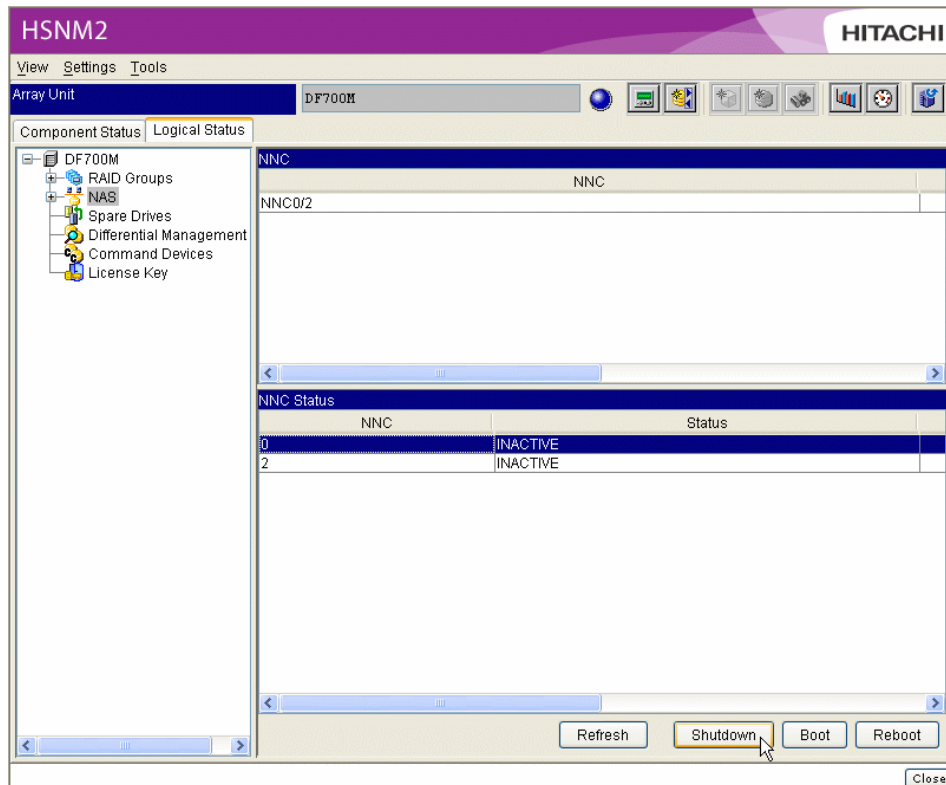 HSNM2
HITACHI
View Settings Tools
Array Unit
DF700M
Component Status
Logical Status
DF700M
RAID Groups
NAS
Spare Drives
Differential Management
Command Devices
License Key
NNC
NNC
NNC0/2
NNC Status
NNC Status
0 INACTIVE
2 INACTIVE
Refresh Shutdown Boot Reboot
Close